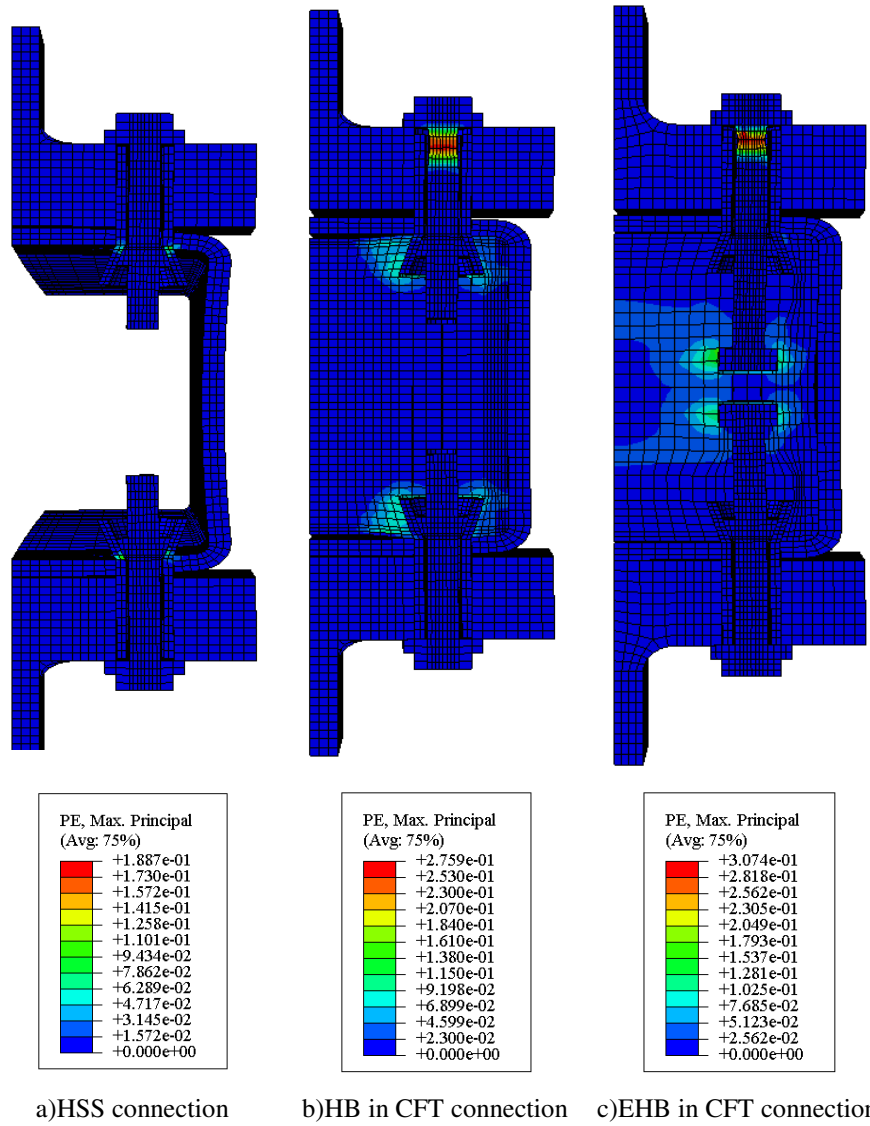 PE, Max. Principal
(Avg: 75%)
+1.887e-01
+1.730e-01
+1.572e-01
+1.415e-01
+1.258e-01
+1.101e-01
+9.434e-02
+7.862e-02
+6.289e-02
+4.717e-02
+3.145e-02
+1.572e-02
+0.000e+00
PE, Max. Principal
(Avg: 75%)
+2.759e-01
+2.530e-01
+2.300e-01
+2.070e-01
+1.840e-01
+1.610e-01
+1.380e-01
+1.150e-01
+9.198e-02
+6.899e-02
+4.599e-02
+2.300e-02
+0.000e+00
PE, Max. Principal
(Avg: 75%)
+3.074e-01
+2.818e-01
+2.562e-01
+2.305e-01
+2.049e-01
+1.793e-01
+1.537e-01
+1.281e-01
+1.025e-01
+7.685e-02
+5.123e-02
+2.562e-02
+0.000e+00
a)HSS connection
b)HB in CFT connection
c)EHB in CFT connection